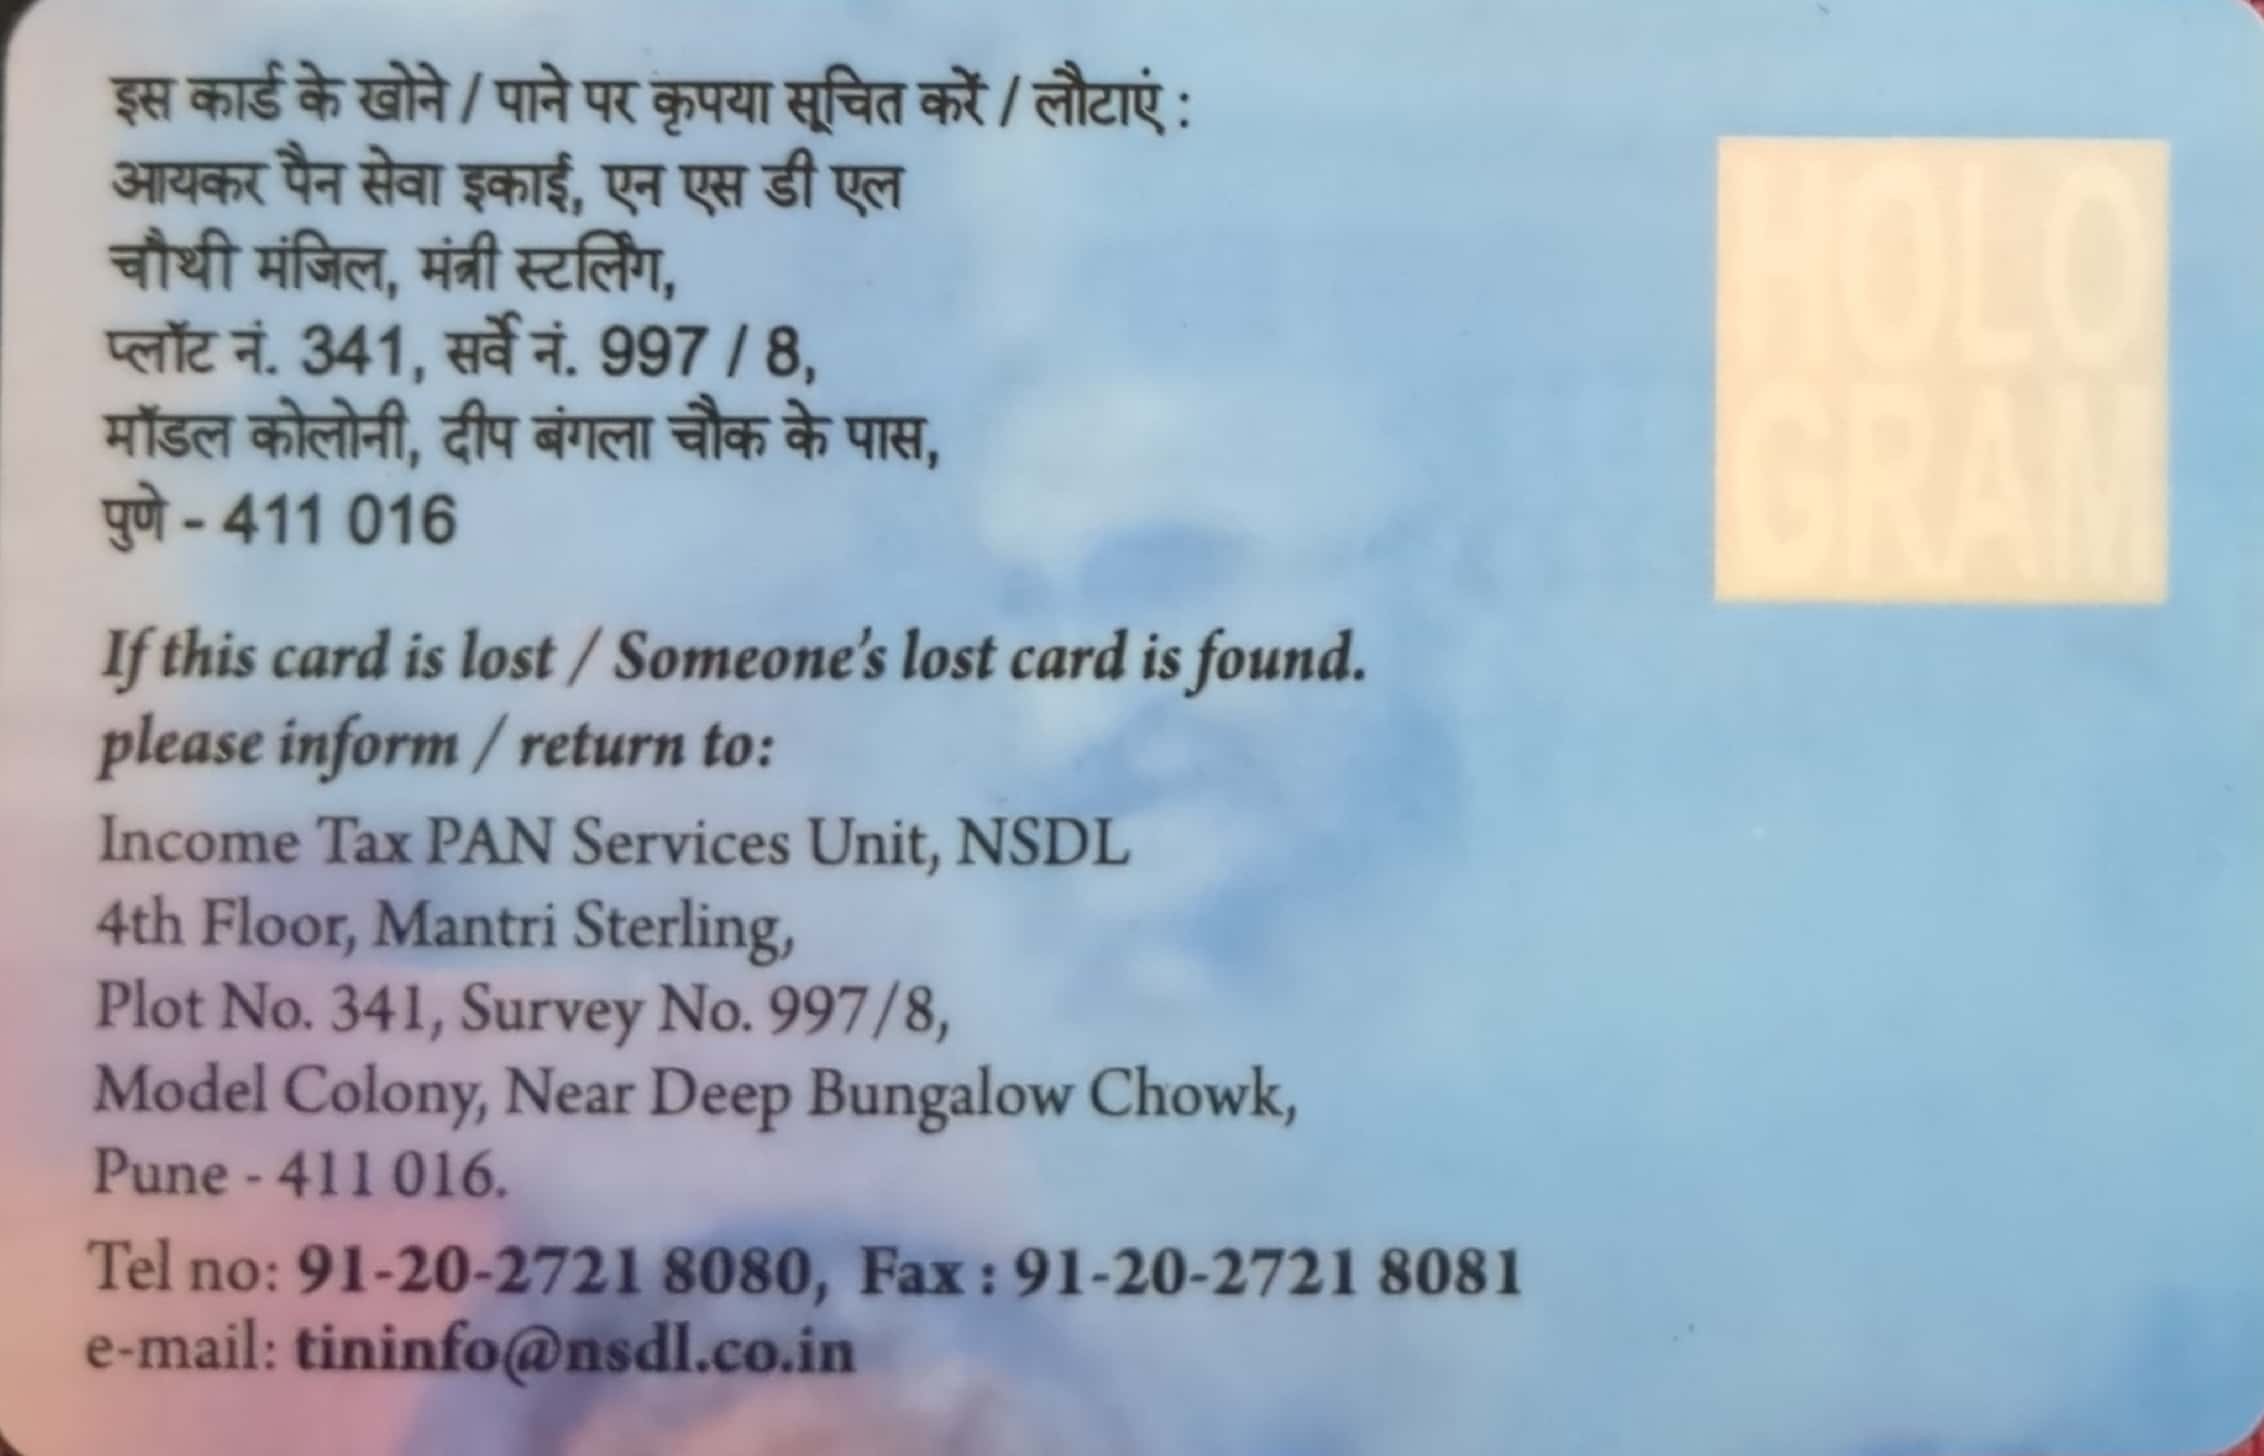 इस कार्ड के खोने / पाने पर कृपया सूचित करें / लौटाएं :
आयकर पैन सेवा इकाई, एन एस डी एल
चौथी मंजिल, मंत्री स्टर्लिंग,
प्लॉट नं. 341, सर्वे नं. 997 / 8,
मॉडल कोलोनी, दीप बंगला चौक के पास,
पुणे - 411 016
HOLO
GRAM
If this card is lost / Someone's lost card is found.
please inform / return to:
Income Tax PAN Services Unit, NSDL
4th Floor, Mantri Sterling,
Plot No. 341, Survey No. 997/8,
Model Colony, Near Deep Bungalow Chowk,
Pune - 411 016.
Tel no: 91-20-2721 8080, Fax : 91-20-2721 8081
e-mail: tininfo@nsdl.co.in